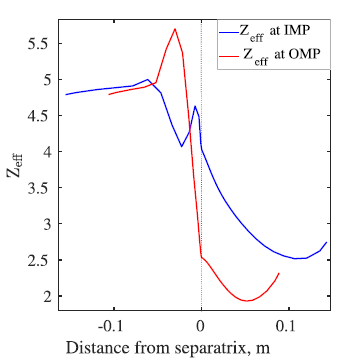 Z_eff at IMP
Z_eff at OMP
5.5
5
4.5
4
3.5
3
2.5
2
Z_eff
-0.1
0
0.1
Distance from separatrix, m